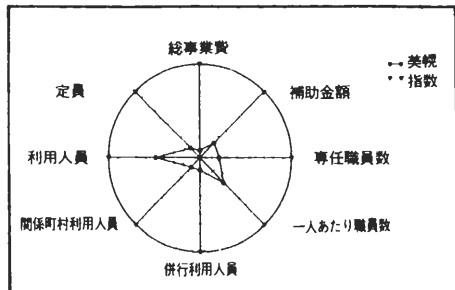 総事業費
美幌
指数
定員
補助金額
利用人員
専任職員数
関係町村利用人員
一人あたり職員数
併行利用人員